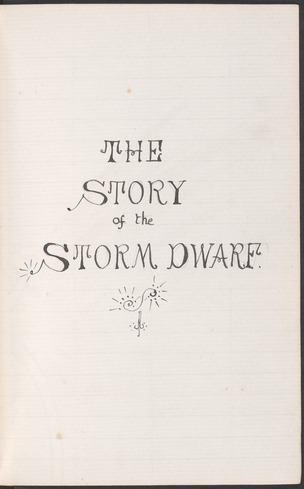 THE
STORY
of the
STORM DWARF.